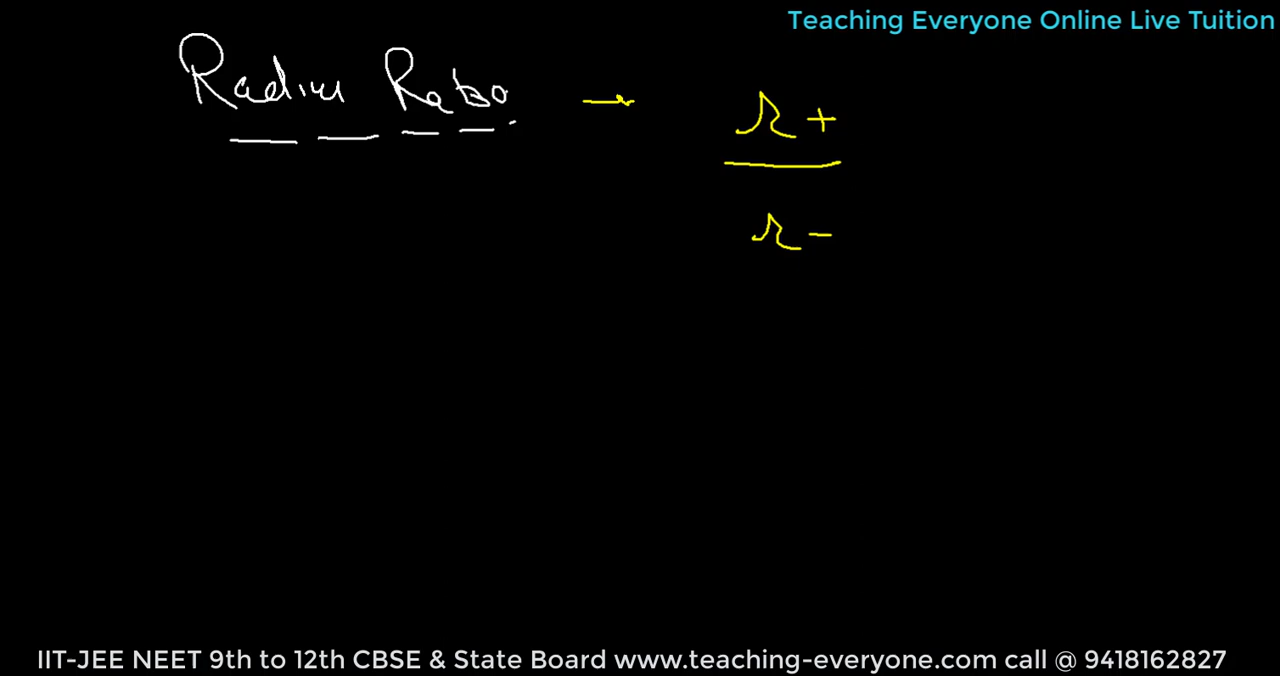 Teaching Everyone Online Live Tuition
Radius Ratio → r+
r-
IIT-JEE NEET 9th to 12th CBSE & State Board www.teaching-everyone.com call @ 9418162827